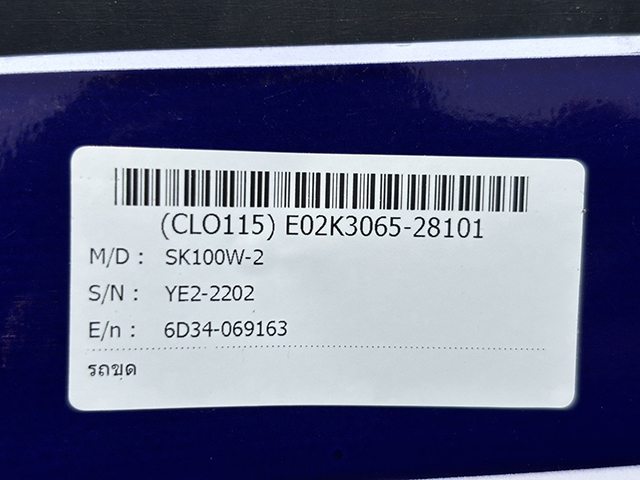 (CLO115) E02K3065-28101
M/D : SK100W-2
S/N : YE2-2202
E/n : 6D34-069163
รถขุด